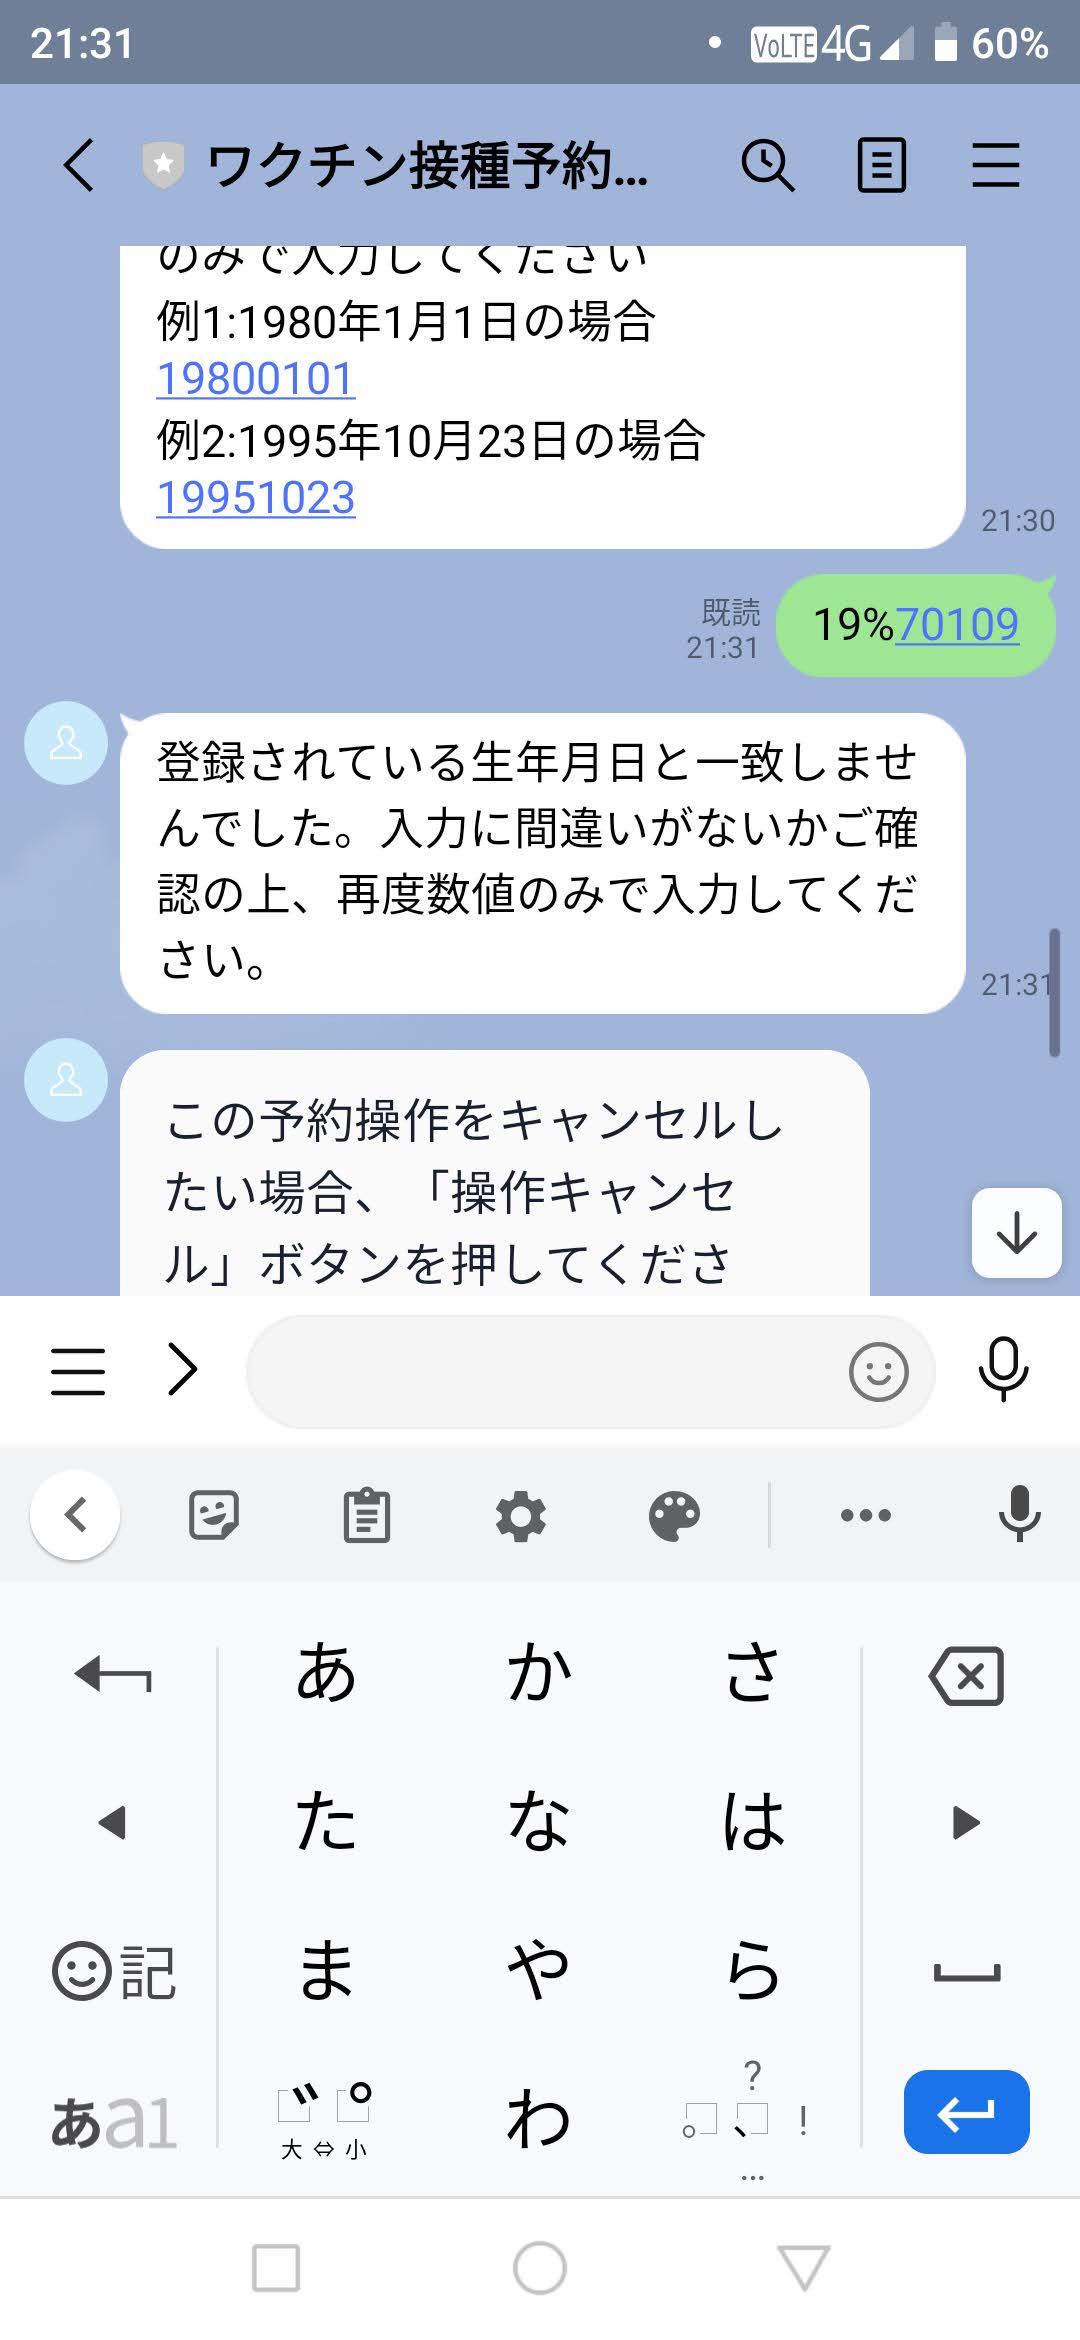 21:31
VoLTE 4G 60%
ワクチン接種予約...
のみで入力してください
例1:1980年1月1日の場合
19800101
例2:1995年10月23日の場合
19951023
21:30
既読
21:31
19%70109
登録されている生年月日と一致しませ
んでした。入力に間違いがないかご確
認の上、再度数値のみで入力してくだ
さい。
21:31
この予約操作をキャンセルし
たい場合、「操作キャンセ
ル」ボタンを押してくださ
あ か さ
た な は
記 ま や ら
あa1 ゛゜ 大⇔小 わ 。、?!…